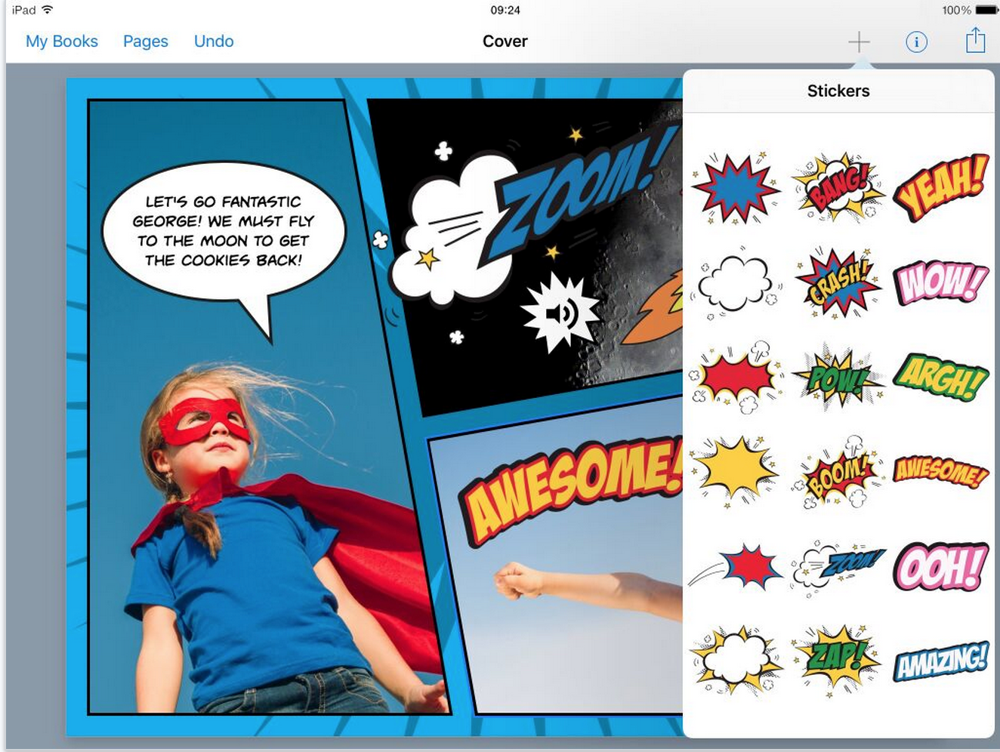 iPad 09:24 100%
My Books Pages Undo Cover
Stickers
LET'S GO FANTASTIC
GEORGE! WE MUST FLY
TO THE MOON TO GET
THE COOKIES BACK!
ZOOM!
AWESOME!
BANG! YEAH!
CRASH! WOW!
POW! ARGH!
BOOM! AWESOME!
ZOOM! OOH!
ZAP! AMAZING!